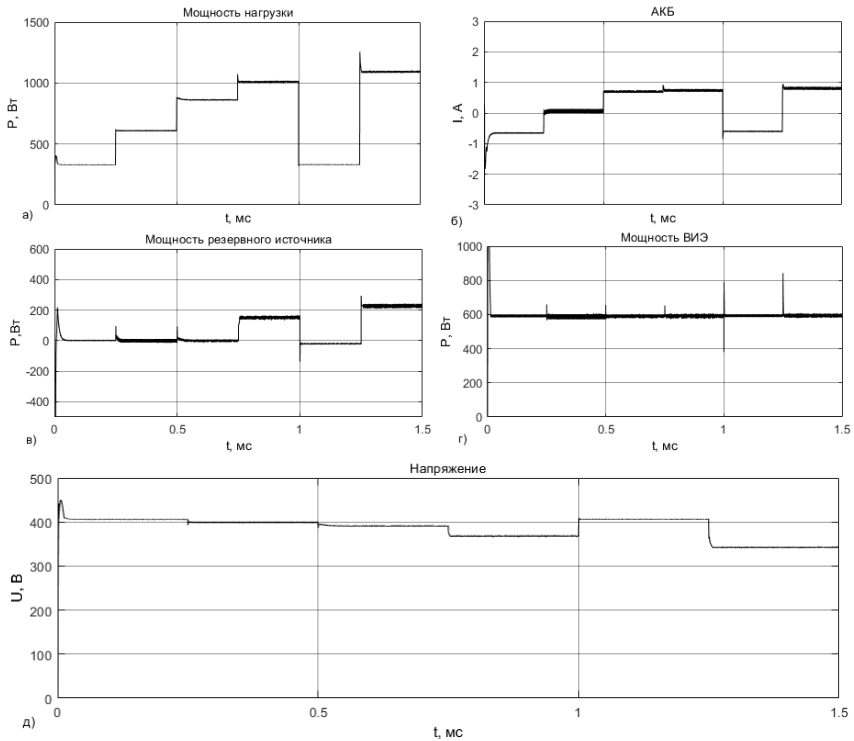 Мощность нагрузки
1500
1000
500
0
P, Вт
t, мс
а)
АКБ
3
2
1
0
-1
-2
-3
I, А
t, мс
б)
Мощность резервного источника
600
400
200
0
-200
-400
P,Вт
0 0.5 1 1.5
t, мс
в)
Мощность ВИЭ
1000
800
600
400
200
0
P, Вт
0 0.5 1 1.5
t, мс
г)
Напряжение
500
400
300
200
100
0
U, В
0 0.5 1 1.5
t, мс
д)